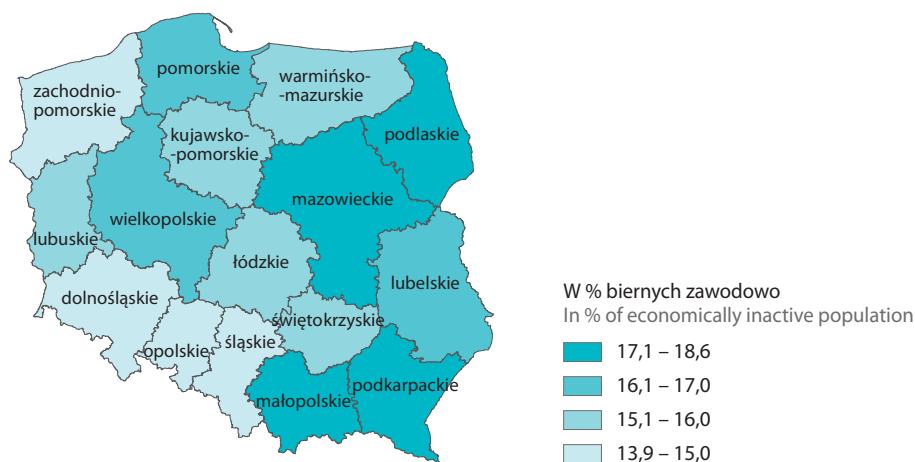 pomorskie
warmińsko-
-mazurskie
zachodnio-
pomorskie
podlaskie
kujawsko-
-pomorskie
mazowieckie
wielkopolskie
lubuskie
łódzkie
lubelskie
dolnośląskie
świętokrzyskie
opolskie
śląskie
podkarpackie
małopolskie
W % biernych zawodowo
In % of economically inactive population
17,1 – 18,6
16,1 – 17,0
15,1 – 16,0
13,9 – 15,0